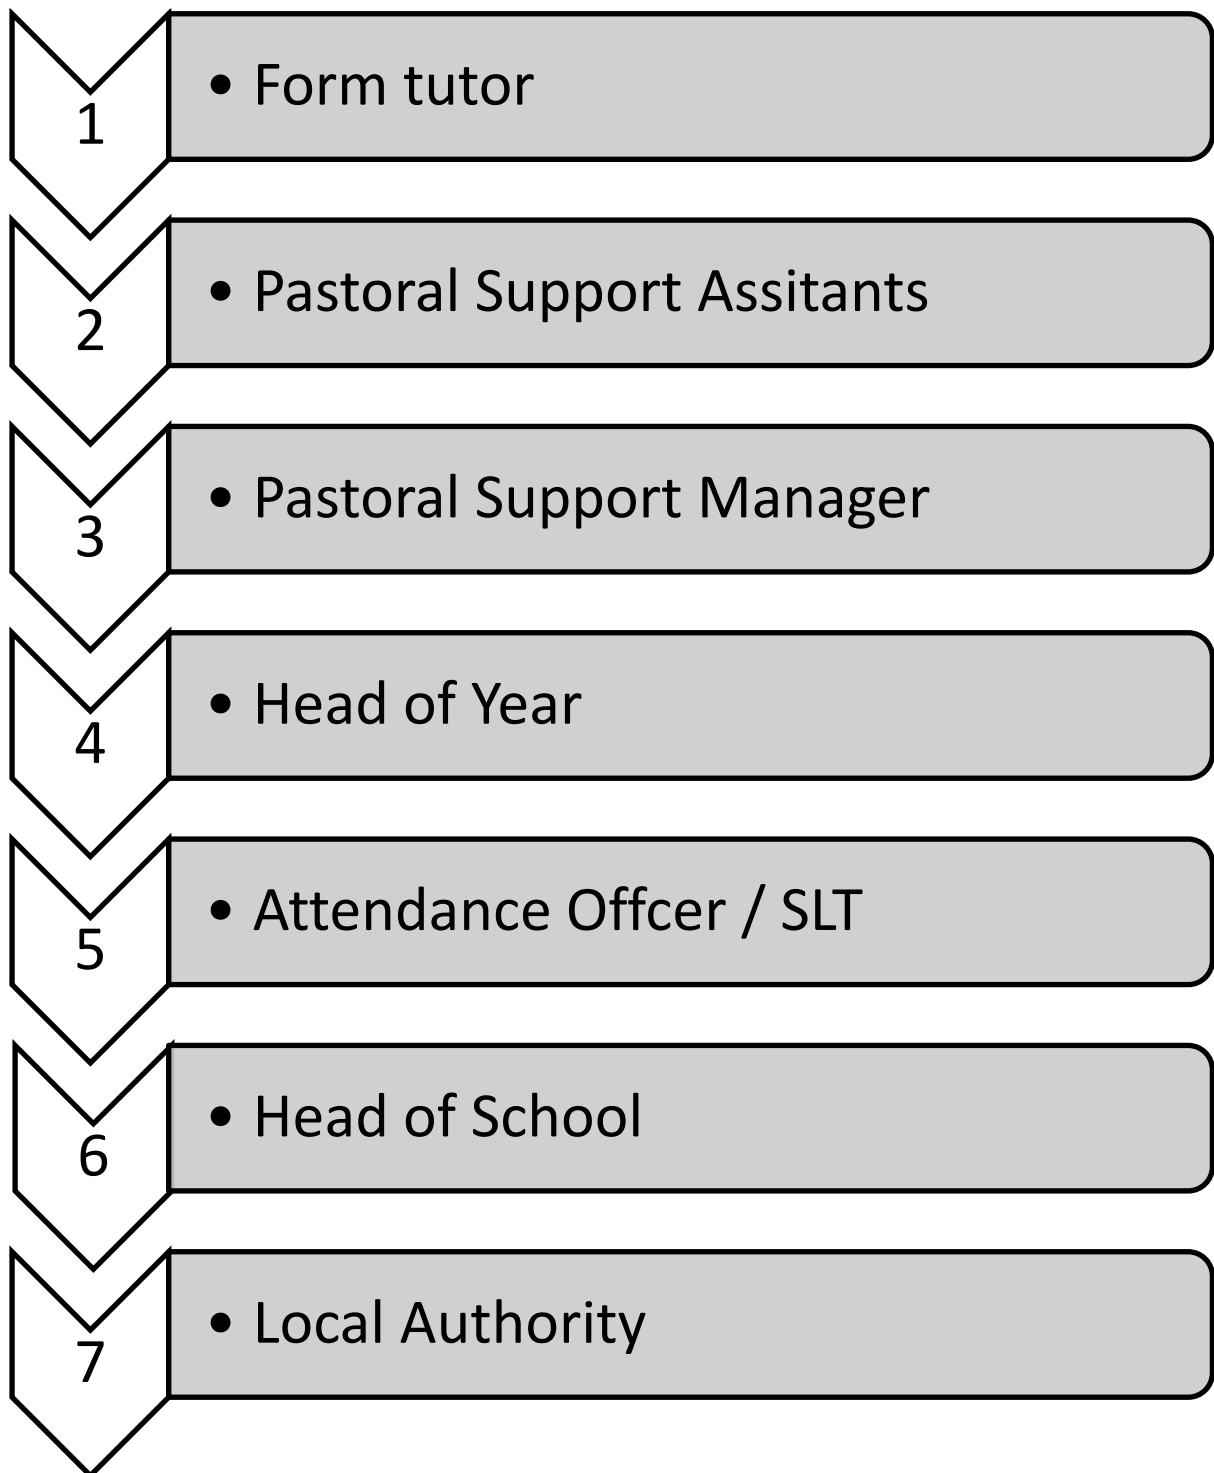 1
• Form tutor
2
• Pastoral Support Assitants
3
• Pastoral Support Manager
4
• Head of Year
5
• Attendance Offcer / SLT
6
• Head of School
7
• Local Authority